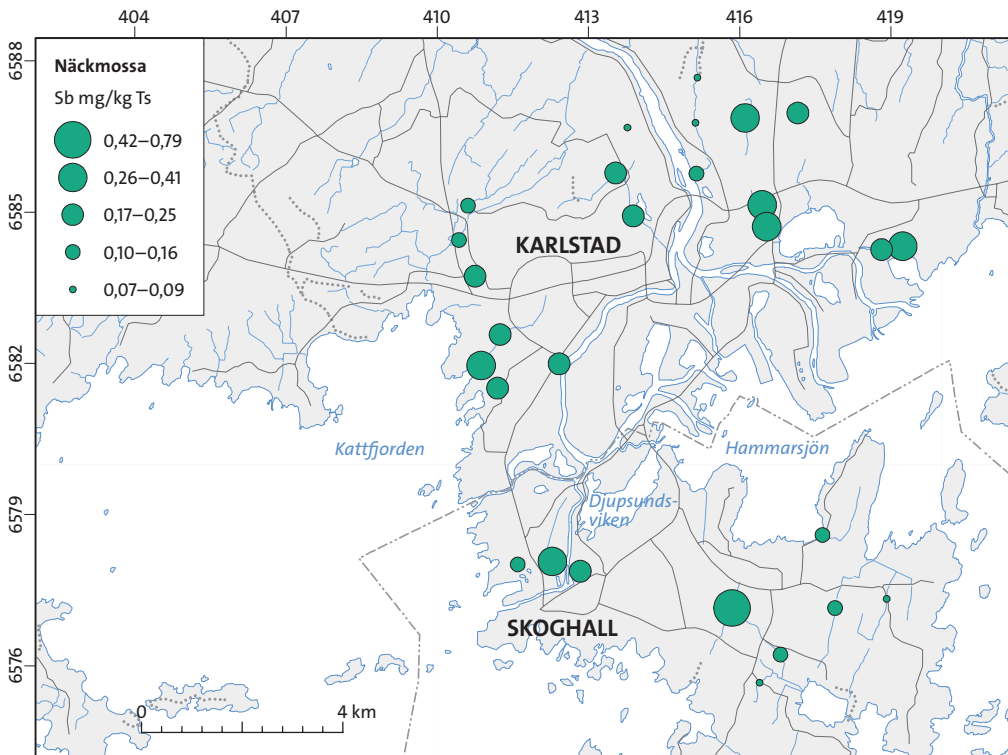 404 407 410 413 416 419
6588
6585
6582
6579
6576
Näckmossa
Sb mg/kg Ts
0,42–0,79
0,26–0,41
0,17–0,25
0,10–0,16
0,07–0,09
KARLSTAD
Kattfjorden
Hammarsjön
Djupsunds-
viken
SKOGHALL
0 4 km